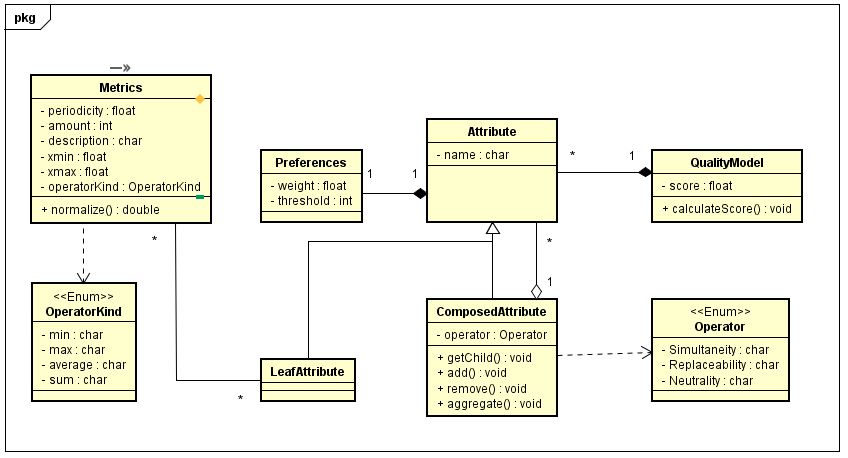 pkg
Metrics
- periodicity : float
- amount : int
- description : char
- xmin : float
- xmax : float
- operatorKind : OperatorKind
+ normalize() : double
*
<<Enum>>
OperatorKind
- min : char
- max : char
- average : char
- sum : char
*
LeafAttribute
Preferences
- weight : float
- threshold : int
1
1
Attribute
- name : char
*
1
QualityModel
- score : float
+ calculateScore() : void
*
1
ComposedAttribute
- operator : Operator
+ getChild() : void
+ add() : void
+ remove() : void
+ aggregate() : void
<<Enum>>
Operator
- Simultaneity : char
- Replaceability : char
- Neutrality : char